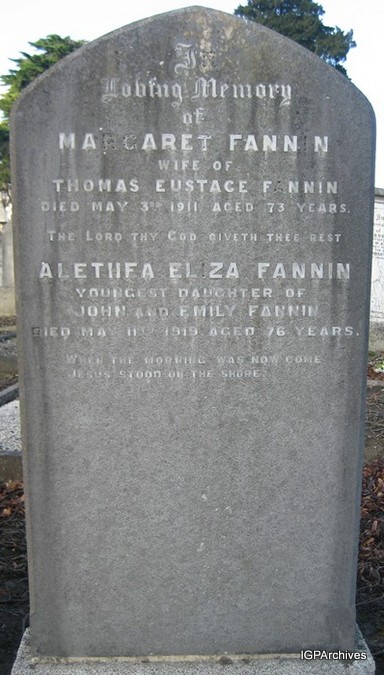 In
Loving Memory
of
MARGARET FANNIN
WIFE OF
THOMAS EUSTACE FANNIN
DIED MAY 3RD 1911 AGED 73 YEARS.
THE LORD THY GOD GIVETH THEE REST
ALETHEA ELIZA FANNIN
YOUNGEST DAUGHTER OF
JOHN AND EMILY FANNIN
DIED MAY 11TH 1919 AGED 76 YEARS.
WHEN THE MORNING WAS NOW COME
JESUS STOOD ON THE SHORE.
IGPArchives